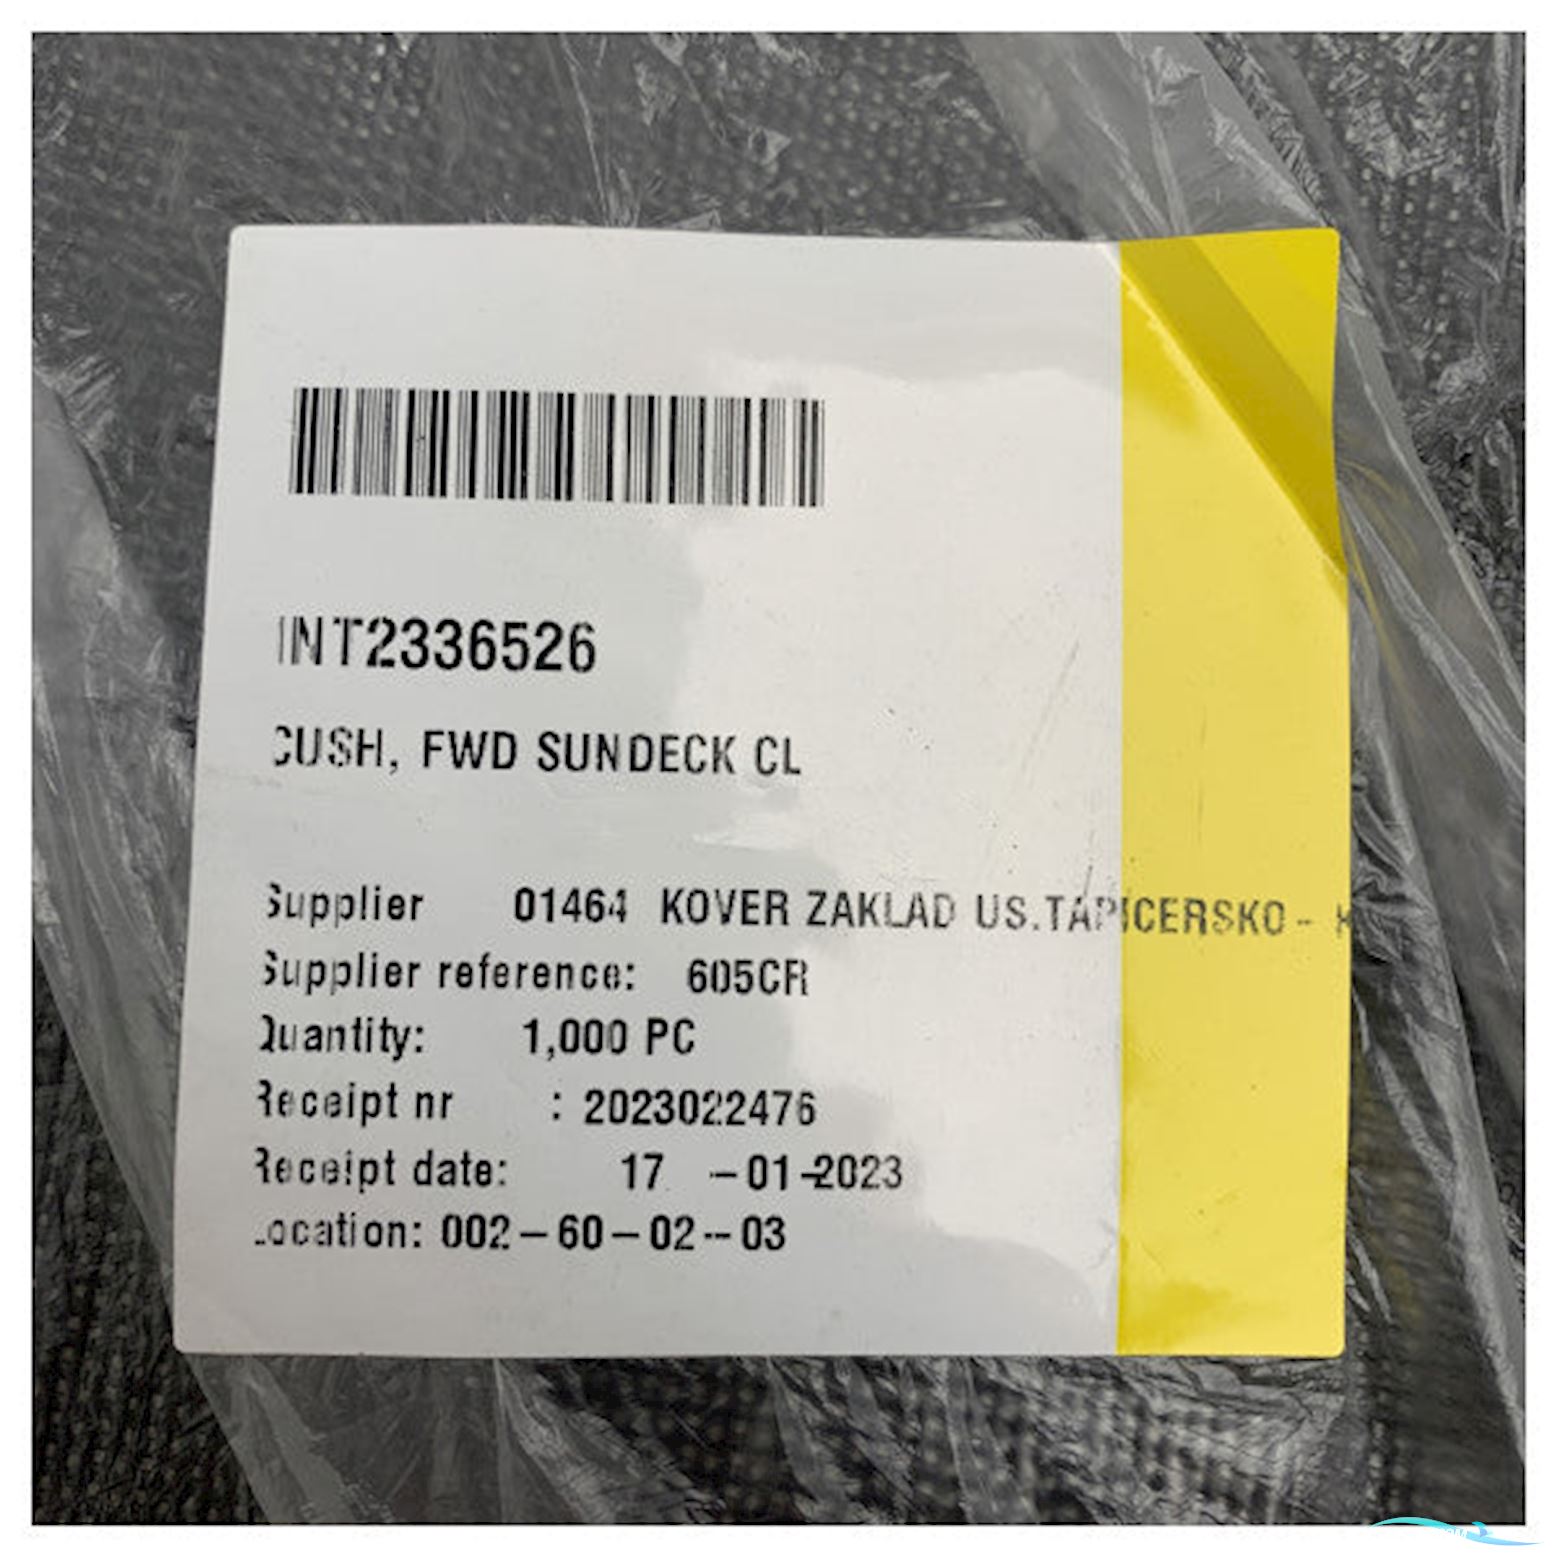 INT2336526
CUSH, FWD SUNDECK CL
Supplier 01464 KOVER ZAKLAD US.TAPICERSKO -
Supplier reference: 605CR
Quantity: 1,000 PC
Receipt nr : 2023022476
Receipt date: 17 -01-2023
Location: 002-60-02--03